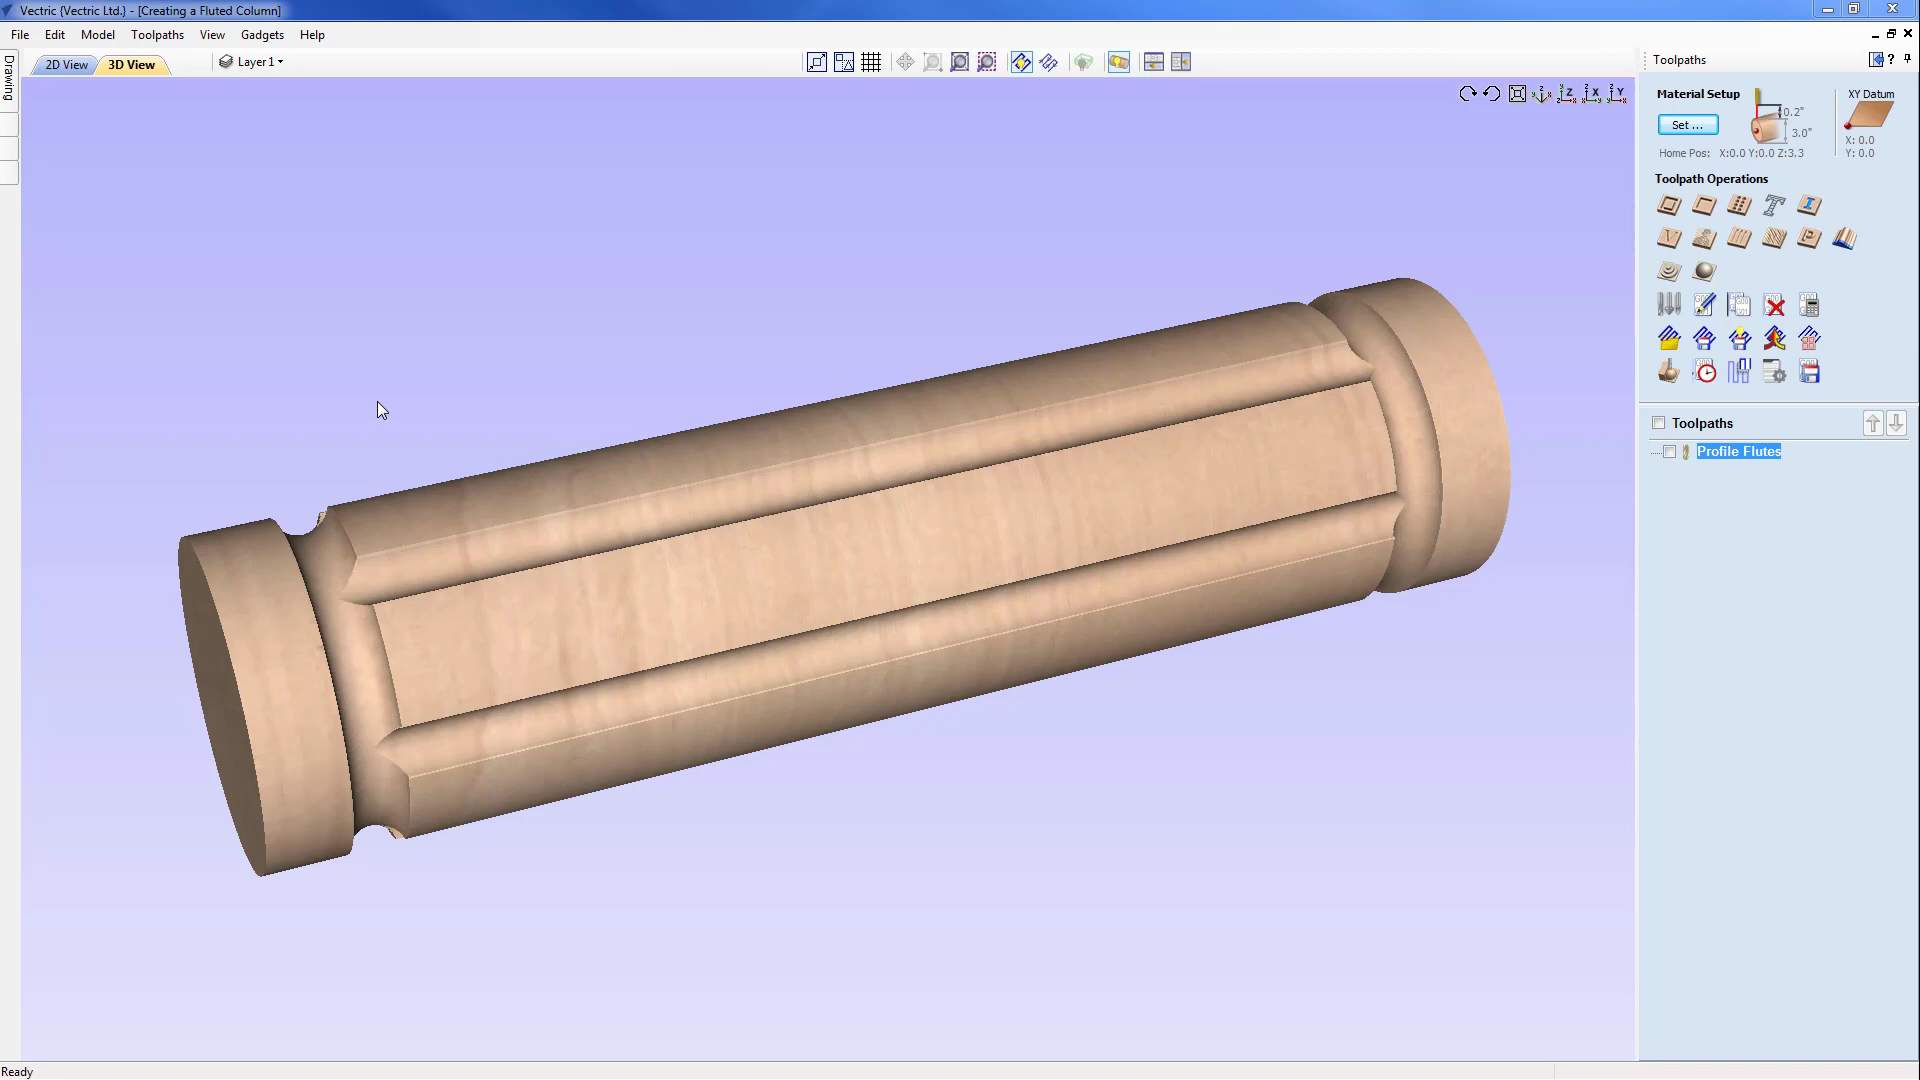 Vectric {Vectric Ltd.} - [Creating a Fluted Column]
File Edit Model Toolpaths View Gadgets Help
Drawing
2D View 3D View Layer 1
Toolpaths
Material Setup
XY Datum
Set ...
0.2"
3.0"
X: 0.0
Y: 0.0
Home Pos: X:0.0 Y:0.0 Z:3.3
Toolpath Operations
Toolpaths
Profile Flutes
Ready